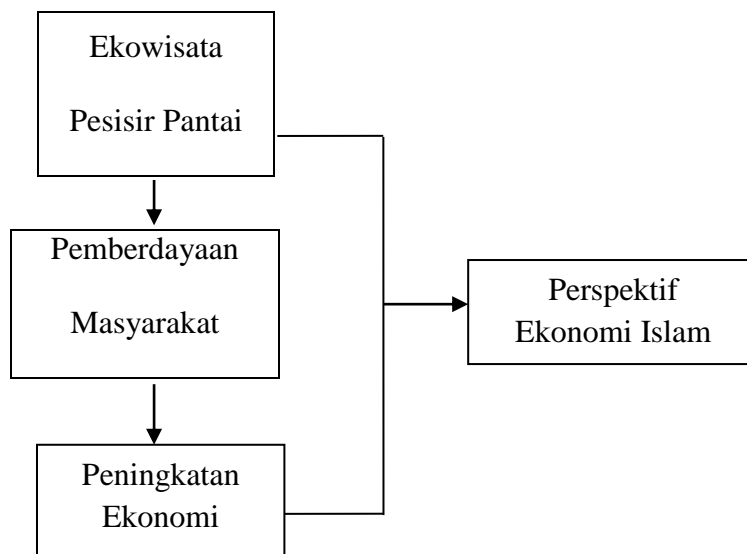 Ekowisata
Pesisir Pantai
Pemberdayaan
Masyarakat
Perspektif
Ekonomi Islam
Peningkatan
Ekonomi